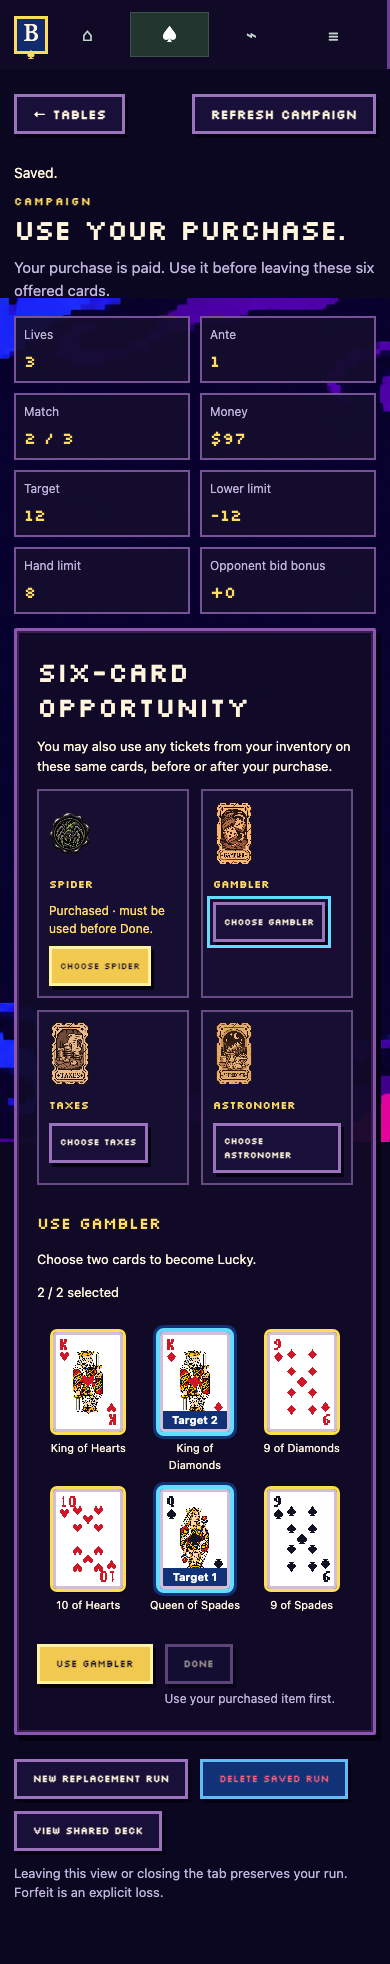 B
← TABLES
REFRESH CAMPAIGN
Saved.
CAMPAIGN
USE YOUR PURCHASE.
Your purchase is paid. Use it before leaving these six
offered cards.
Lives
3
Ante
1
Match
2 / 3
Money
$97
Target
12
Lower limit
-12
Hand limit
8
Opponent bid bonus
+0
SIX-CARD
OPPORTUNITY
You may also use any tickets from your inventory on
these same cards, before or after your purchase.
SPIDER
Purchased · must be
used before Done.
CHOOSE SPIDER
GAMBLER
CHOOSE GAMBLER
TAXES
CHOOSE TAXES
ASTRONOMER
CHOOSE
ASTRONOMER
USE GAMBLER
Choose two cards to become Lucky.
2 / 2 selected
K
K
King of Hearts
K
Target 2
King of
Diamonds
9
9
9 of Diamonds
10
10
10 of Hearts
Q
Target 1
Queen of Spades
9
9
9 of Spades
USE GAMBLER
DONE
Use your purchased item first.
NEW REPLACEMENT RUN
DELETE SAVED RUN
VIEW SHARED DECK
Leaving this view or closing the tab preserves your run.
Forfeit is an explicit loss.